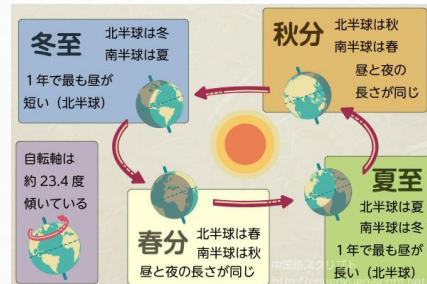 冬至
北半球は冬
南半球は夏
1年で最も昼が
短い（北半球）
秋分
北半球は秋
南半球は春
昼と夜の
長さが同じ
自転軸は
約23.4度
傾いている
春分
北半球は春
南半球は秋
昼と夜の長さが同じ
夏至
北半球は夏
南半球は冬
1年で最も昼が
長い（北半球）